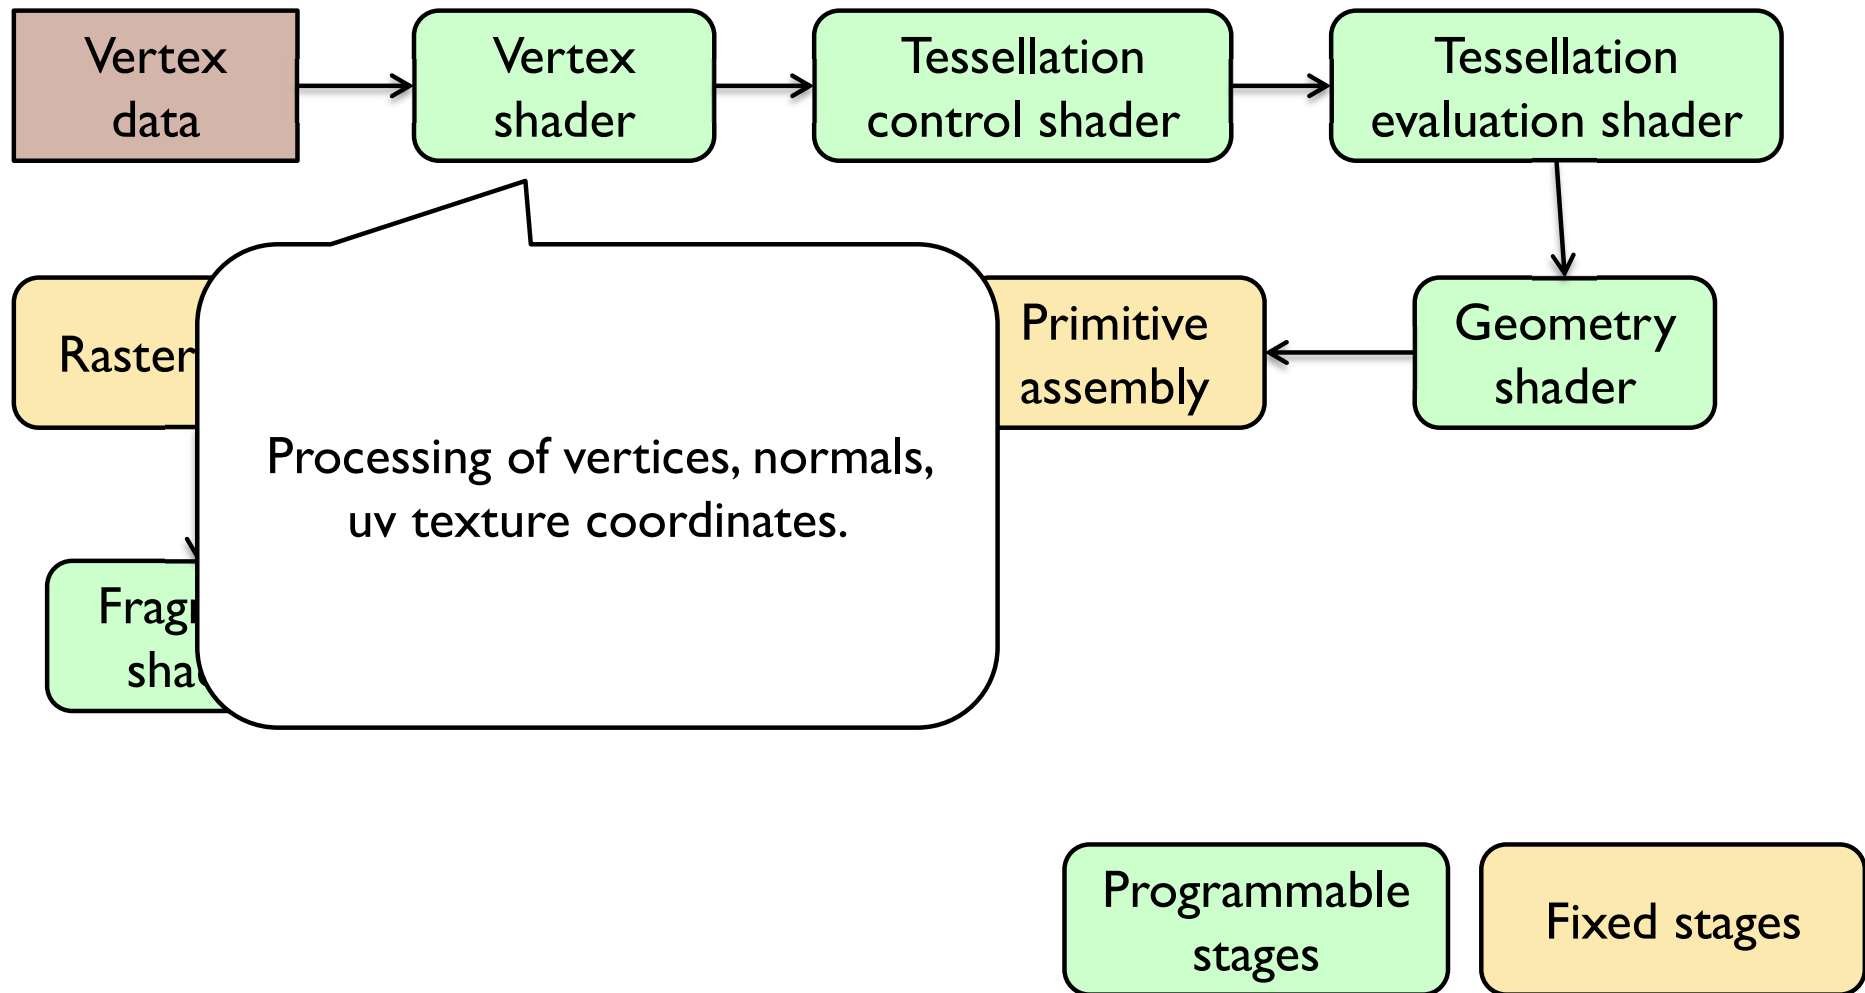 Vertex
data
Vertex
shader
Tessellation
control shader
Tessellation
evaluation shader
Primitive
assembly
Geometry
shader
Processing of vertices, normals,
uv texture coordinates.
Programmable
stages
Fixed stages